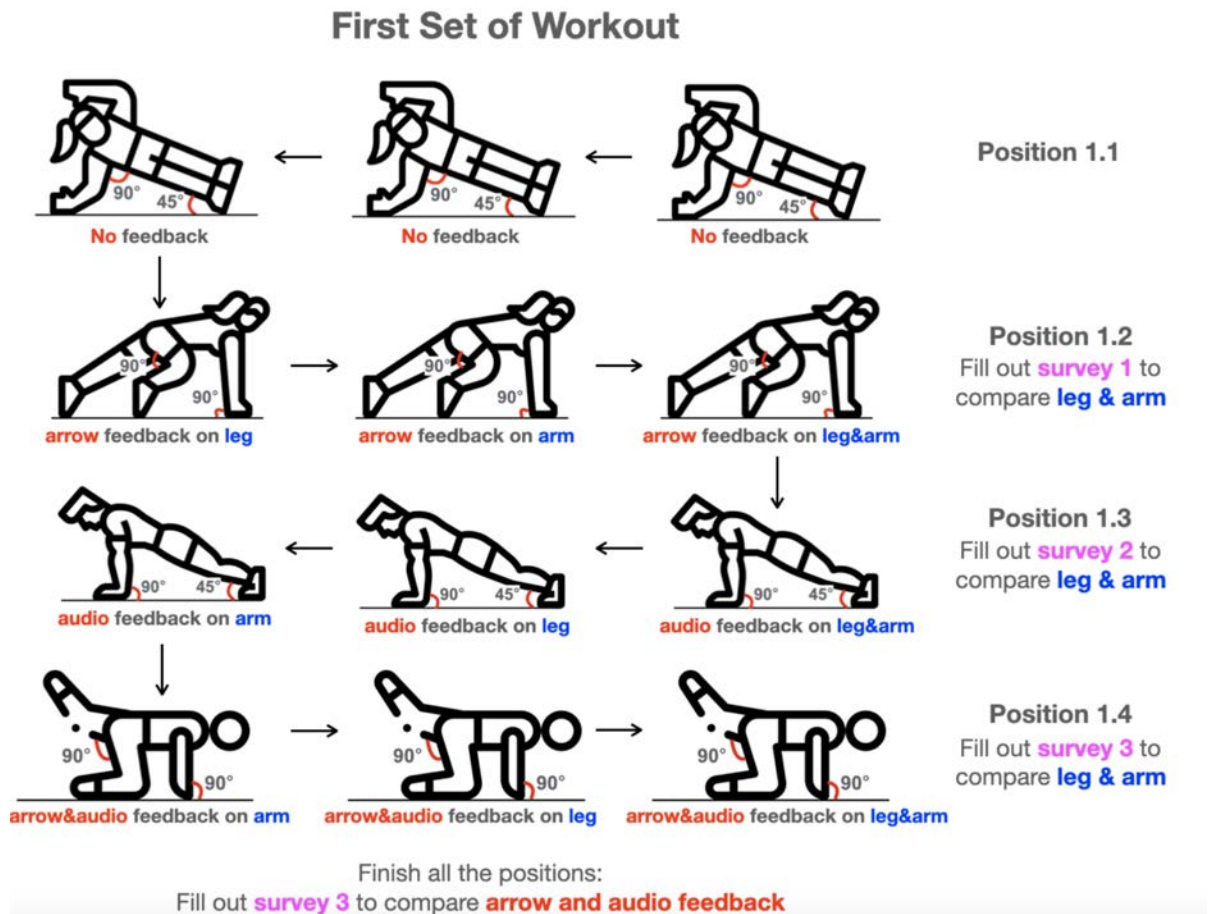 First Set of Workout
90° 45° 90° 45° 90° 45°
Position 1.1
No feedback No feedback No feedback
90° 90° 90° 90° 90° 90°
Position 1.2
Fill out survey 1 to
compare leg & arm
arrow feedback on leg arrow feedback on arm arrow feedback on leg&arm
90° 45° 90° 45° 90° 45°
Position 1.3
Fill out survey 2 to
compare leg & arm
audio feedback on arm audio feedback on leg audio feedback on leg&arm
90° 90° 90° 90° 90° 90°
Position 1.4
Fill out survey 3 to
compare leg & arm
arrow&audio feedback on arm arrow&audio feedback on leg arrow&audio feedback on leg&arm
Finish all the positions:
Fill out survey 3 to compare arrow and audio feedback